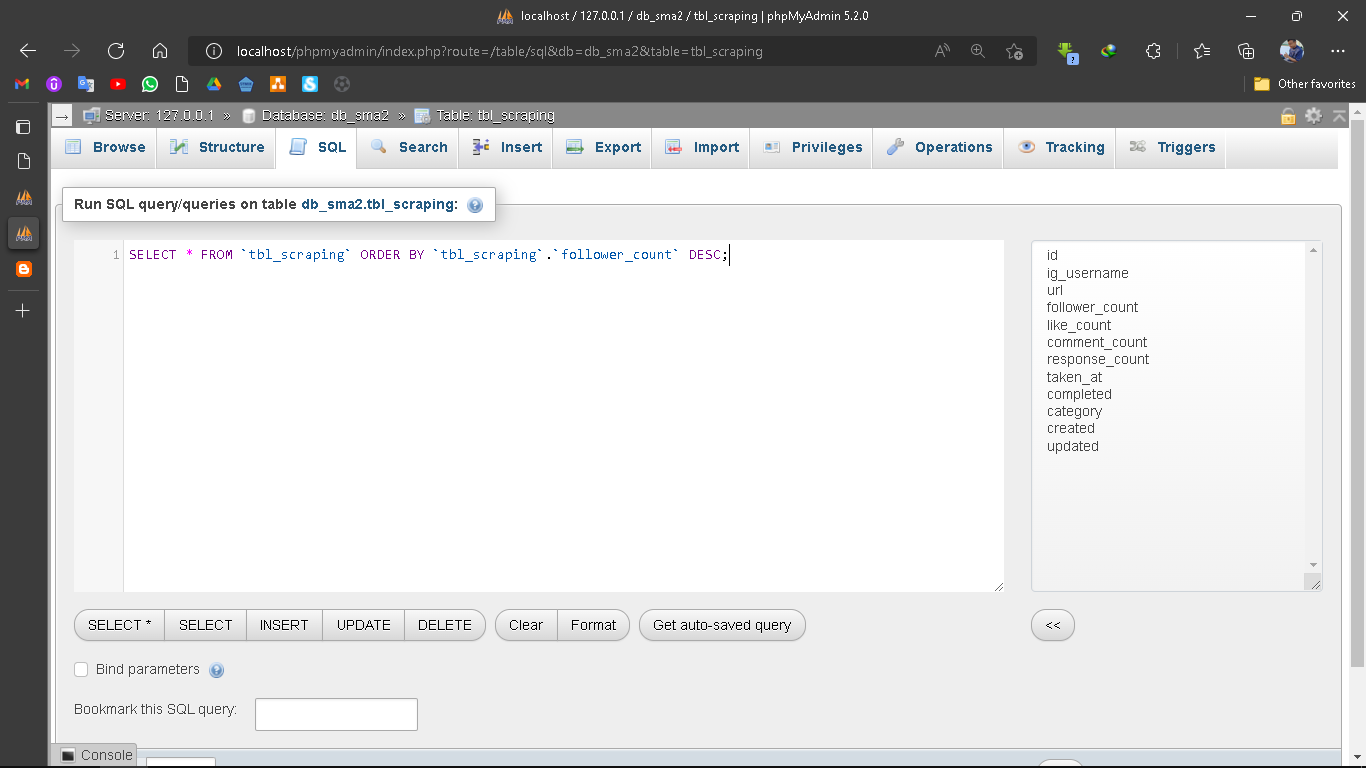 localhost / 127.0.0.1 / db_sma2 / tbl_scraping | phpMyAdmin 5.2.0
localhost/phpmyadmin/index.php?route=/table/sql&db=db_sma2&table=tbl_scraping
Other favorites
Server: 127.0.0.1 » Database: db_sma2 » Table: tbl_scraping
Browse Structure SQL Search Insert Export Import Privileges Operations Tracking Triggers
Run SQL query/queries on table db_sma2.tbl_scraping:
1 SELECT * FROM `tbl_scraping` ORDER BY `tbl_scraping`.`follower_count` DESC;
id
ig_username
url
follower_count
like_count
comment_count
response_count
taken_at
completed
category
created
updated
SELECT * SELECT INSERT UPDATE DELETE Clear Format Get auto-saved query <<
Bind parameters
Bookmark this SQL query:
Console